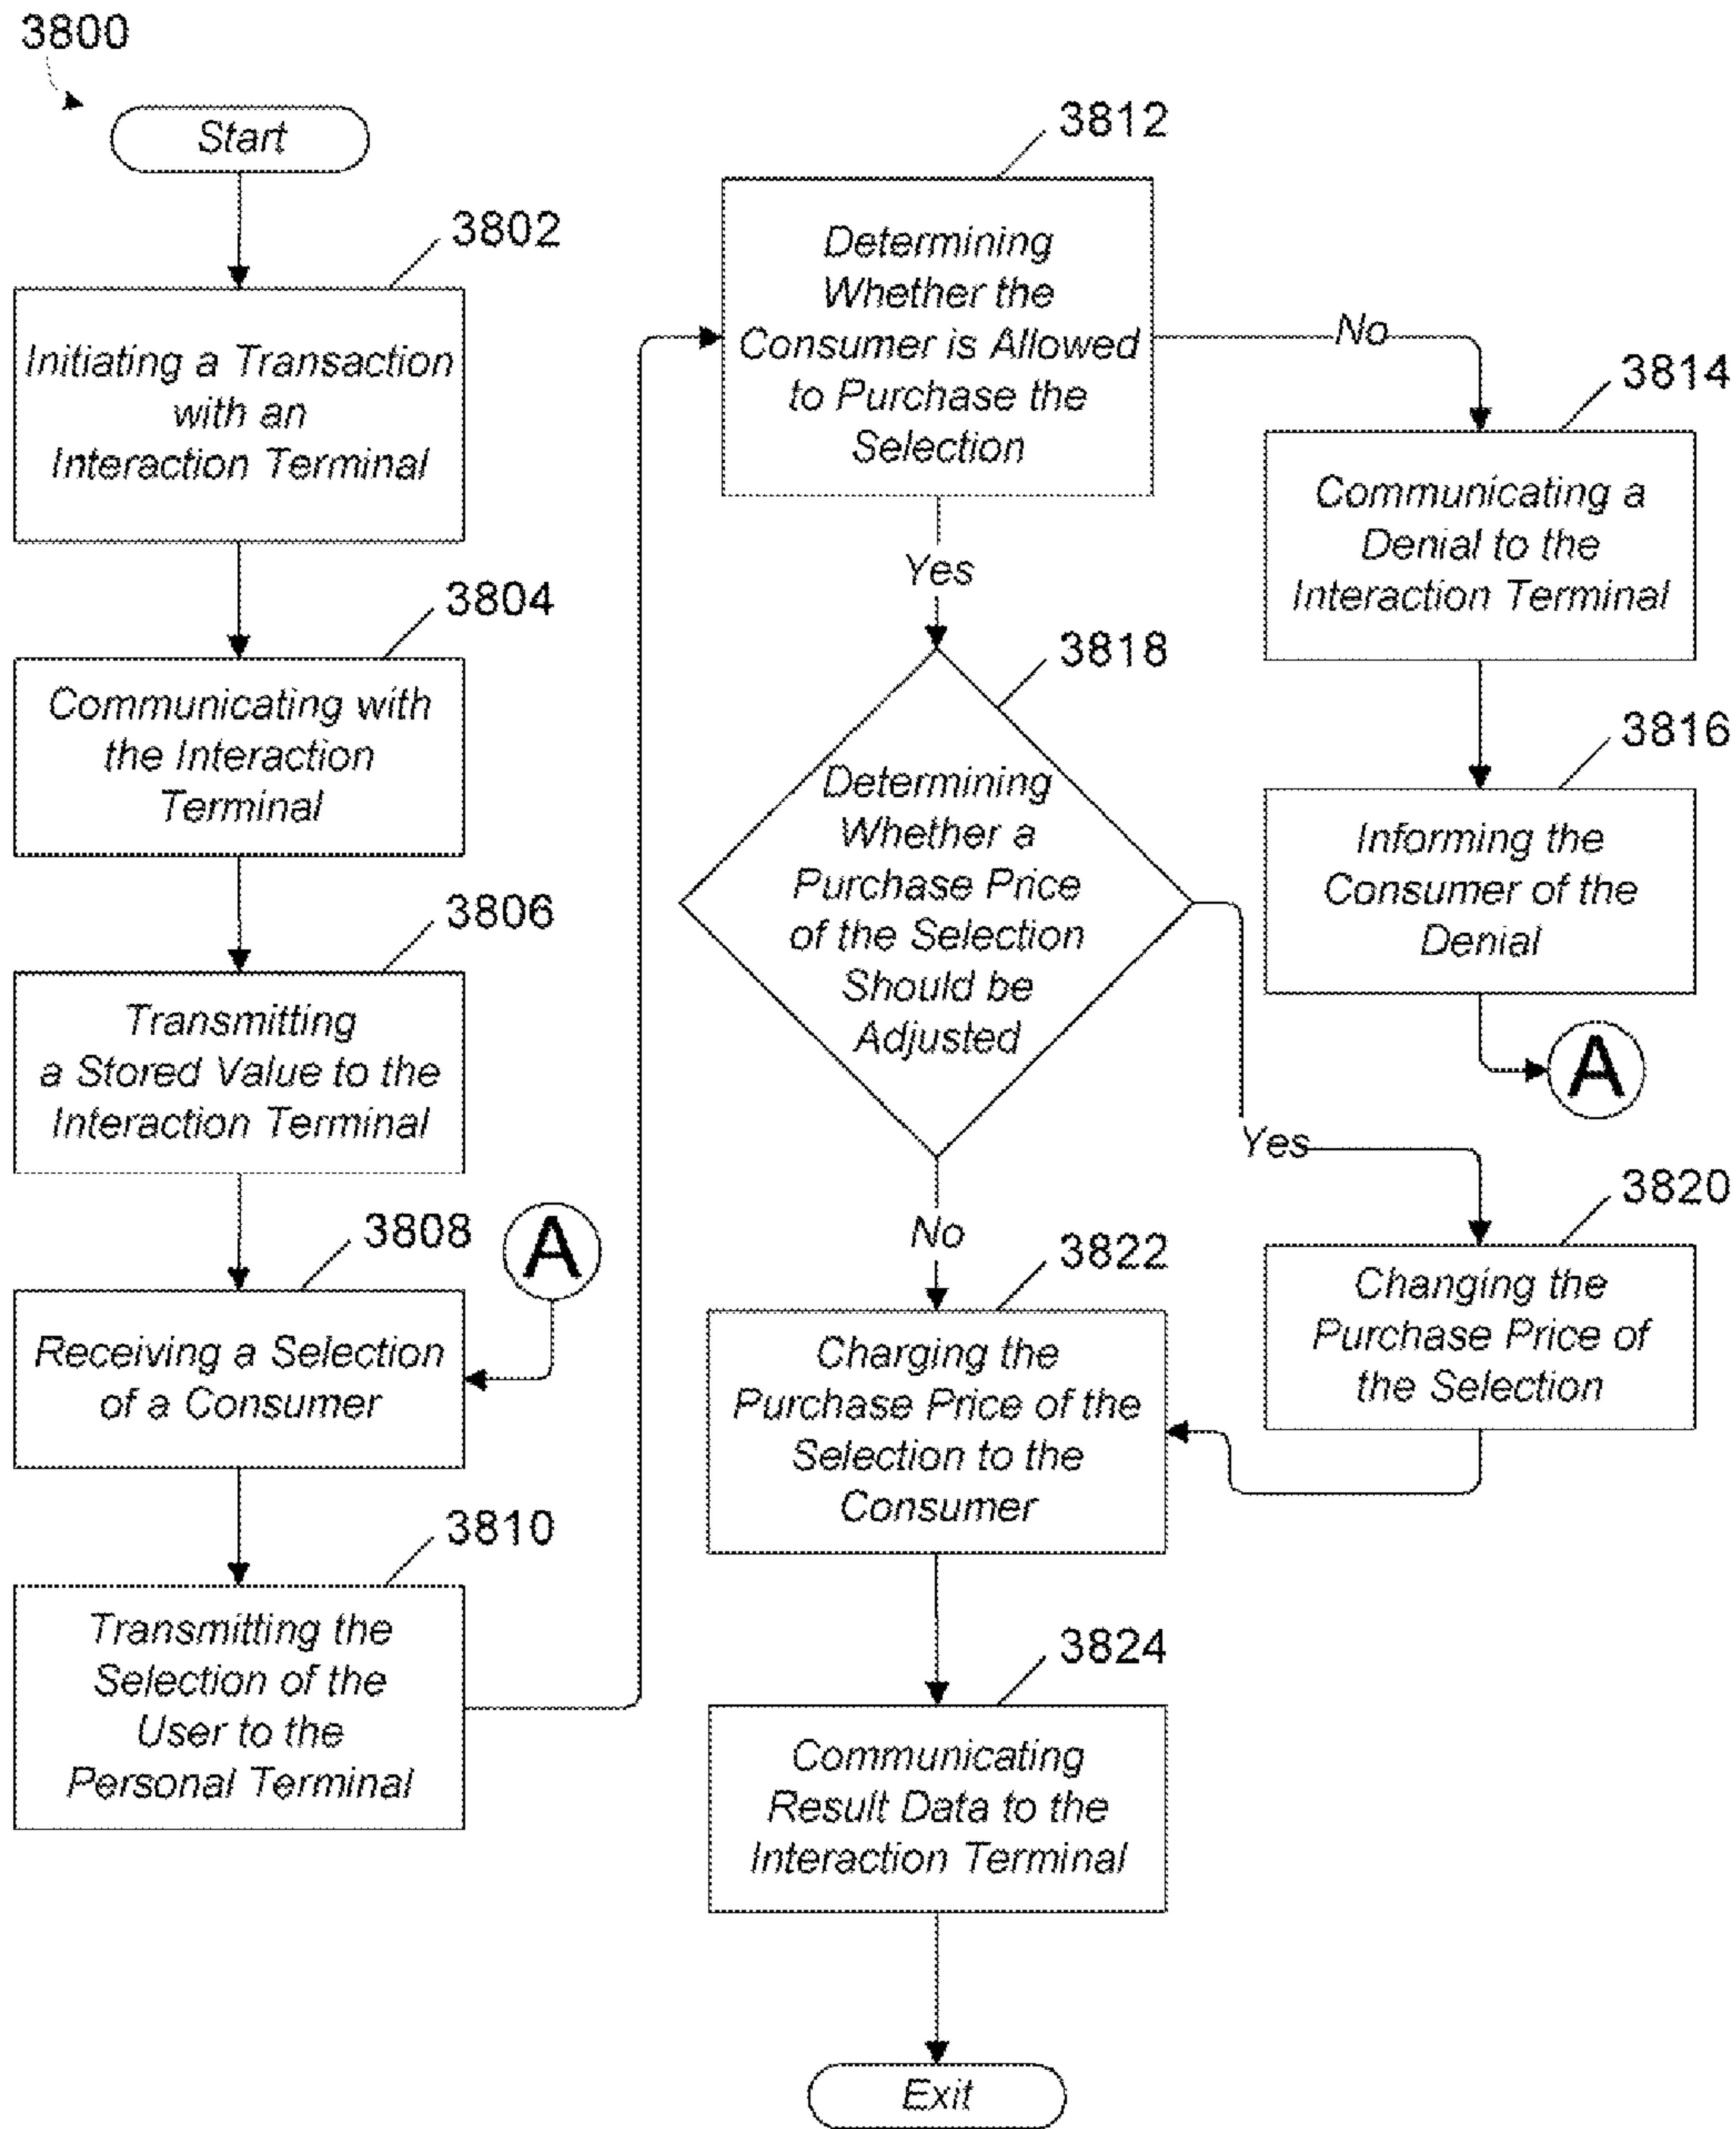 3800
Start
3802
Initiating a Transaction
with an
Interaction Terminal
3804
Communicating with
the Interaction
Terminal
3806
Transmitting
a Stored Value to the
Interaction Terminal
3808
A
Receiving a Selection
of a Consumer
3810
Transmitting the
Selection of the
User to the
Personal Terminal
3812
Determining
Whether the
Consumer is Allowed
to Purchase the
Selection
No
Yes
3814
Communicating a
Denial to the
Interaction Terminal
3816
Informing the
Consumer of the
Denial
A
3818
Determining
Whether a
Purchase Price
of the Selection
Should be
Adjusted
Yes
No
3820
Changing the
Purchase Price of
the Selection
3822
Charging the
Purchase Price of the
Selection to the
Consumer
3824
Communicating
Result Data to the
Interaction Terminal
Exit